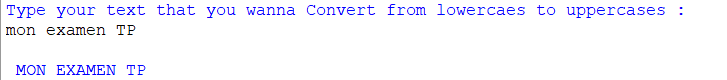 Type your text that you wanna Convert from lowercaes to uppercases :
mon examen TP
MON EXAMEN TP